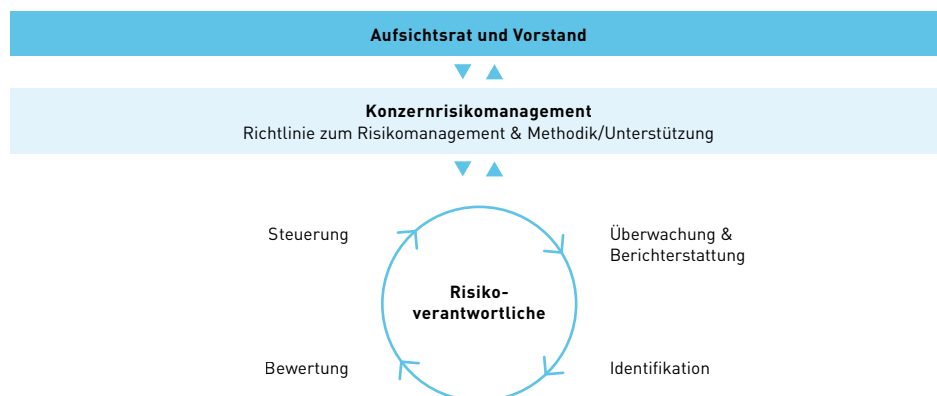 Aufsichtsrat und Vorstand
Konzernrisikomanagement
Richtlinie zum Risikomanagement & Methodik/Unterstützung
Steuerung
Überwachung &
Berichterstattung
Risiko-
verantwortliche
Bewertung
Identifikation